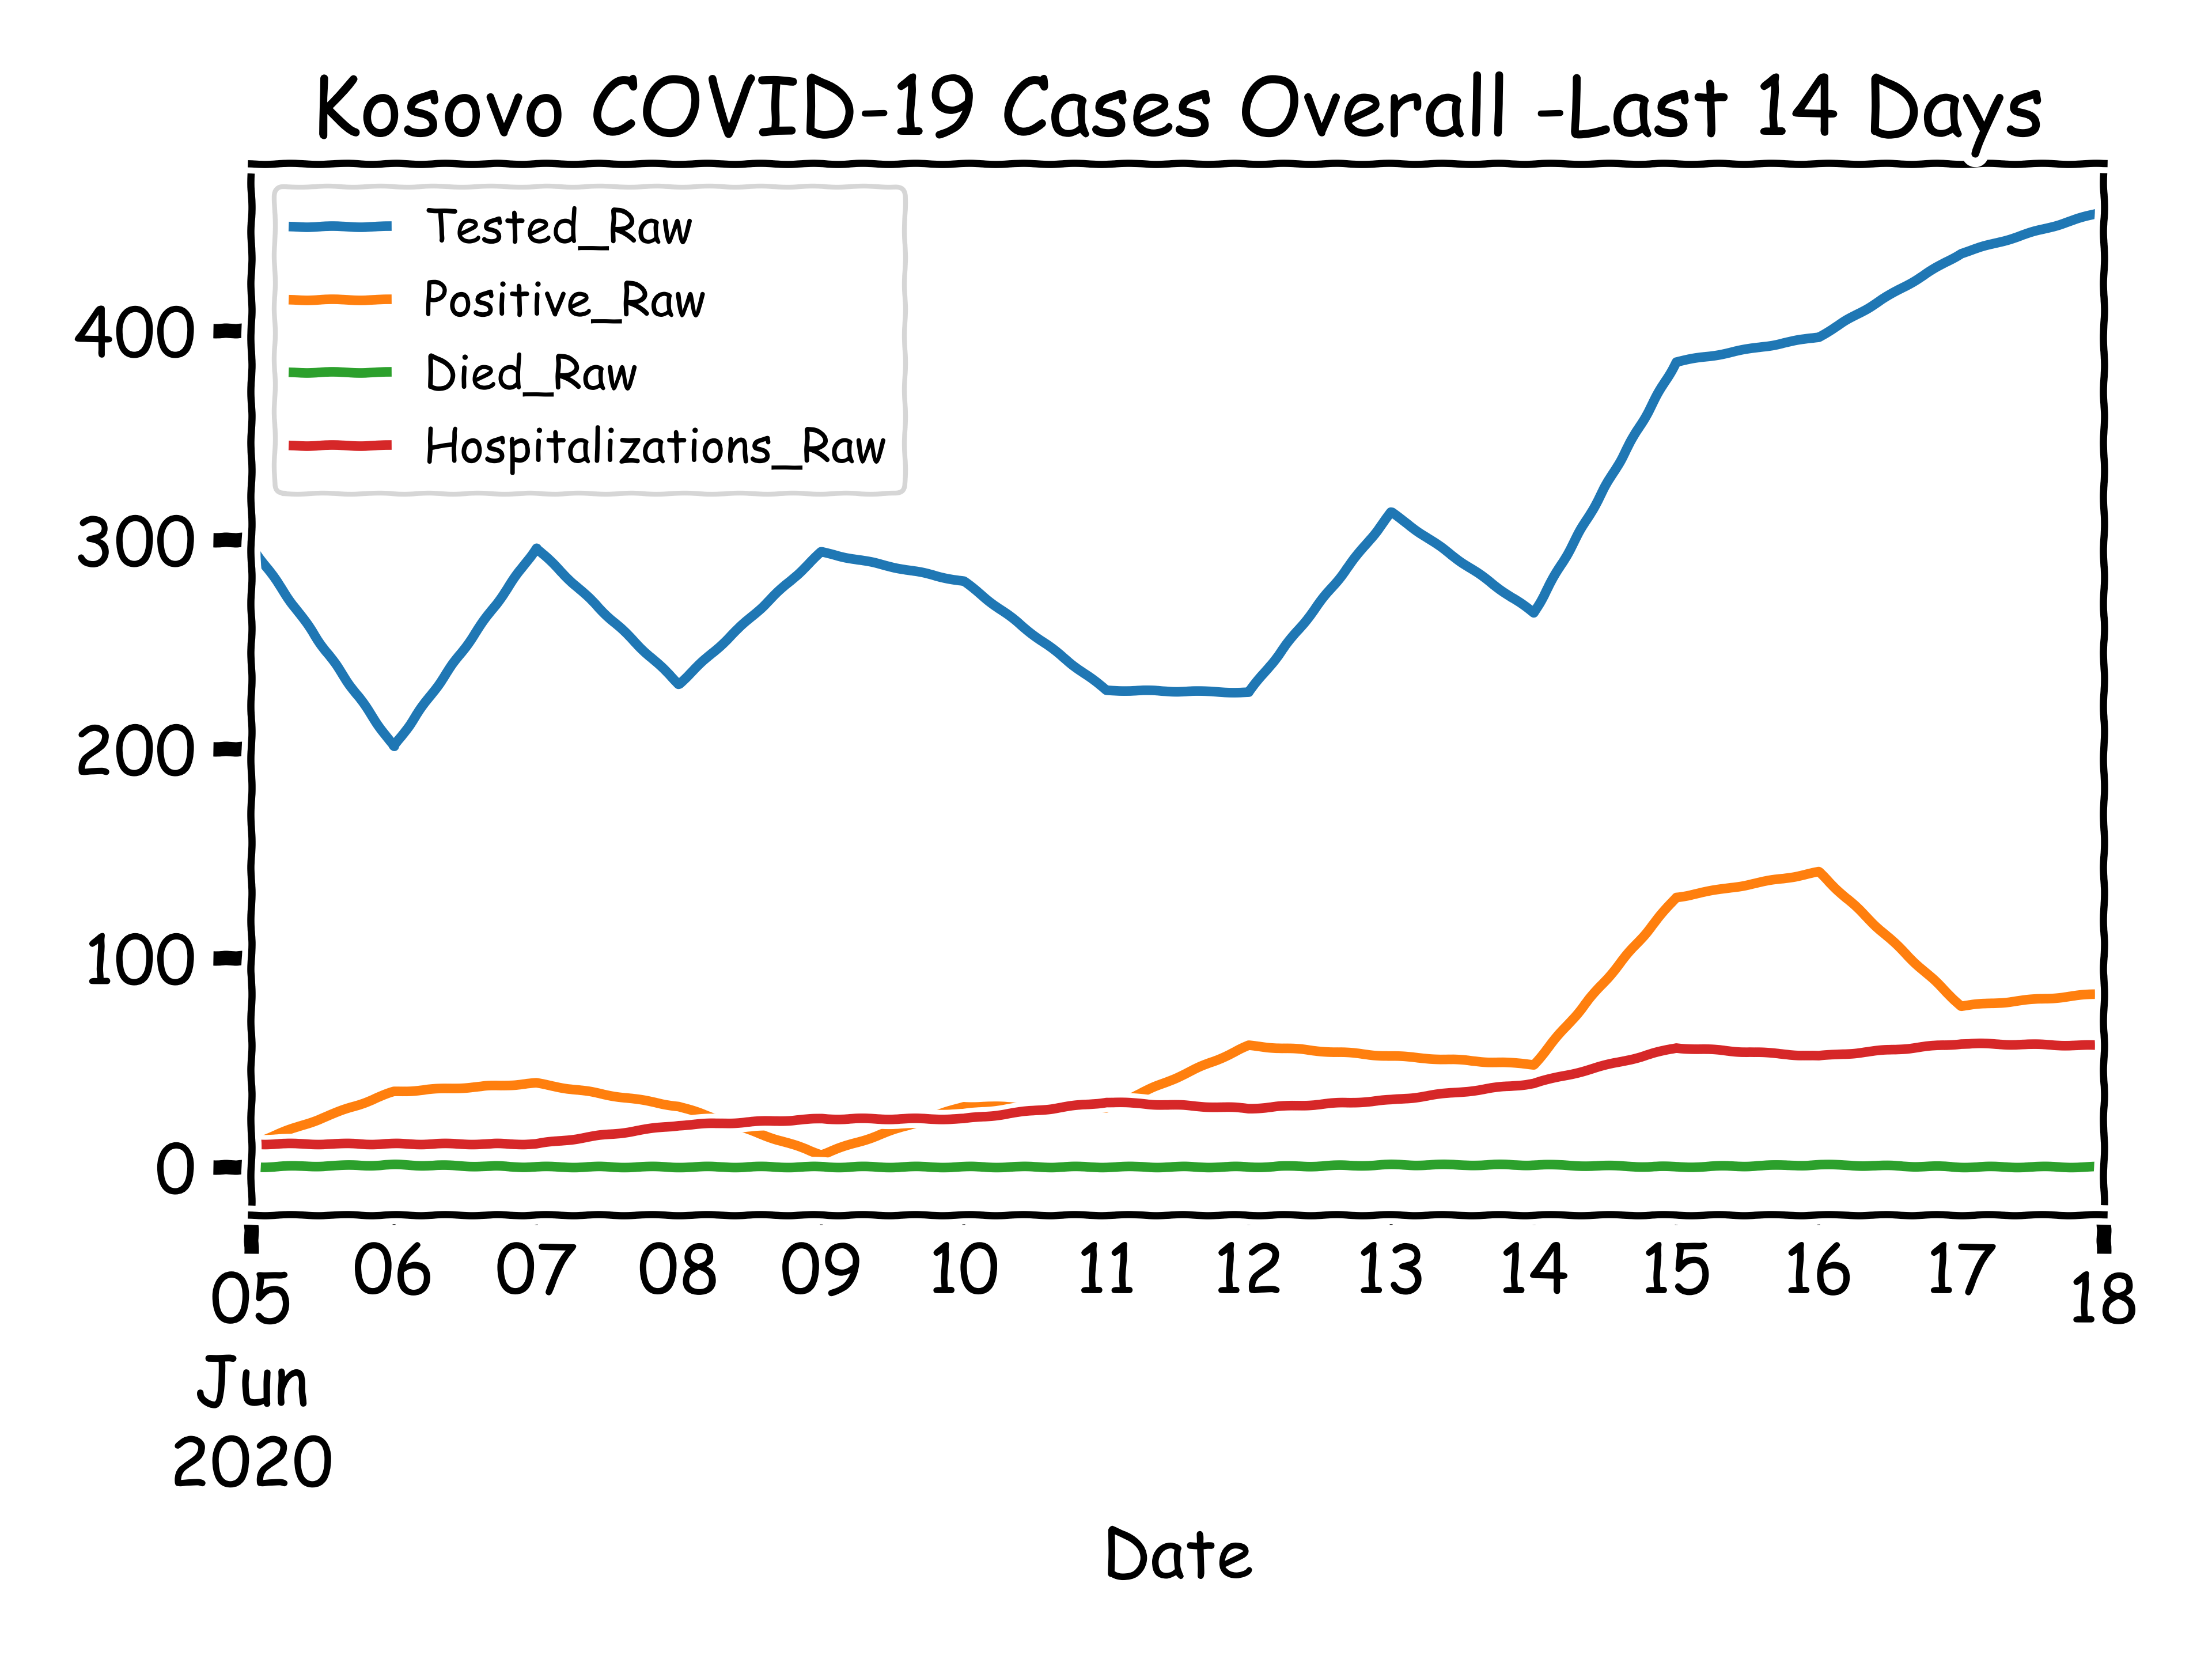 Kosovo COVID-19 Cases Overall -Last 14 Days
Tested_Raw
Positive_Raw
Died_Raw
Hospitalizations_Raw
400
300
200
100
0
05 06 07 08 09 10 11 12 13 14 15 16 17 18
Jun
2020
Date